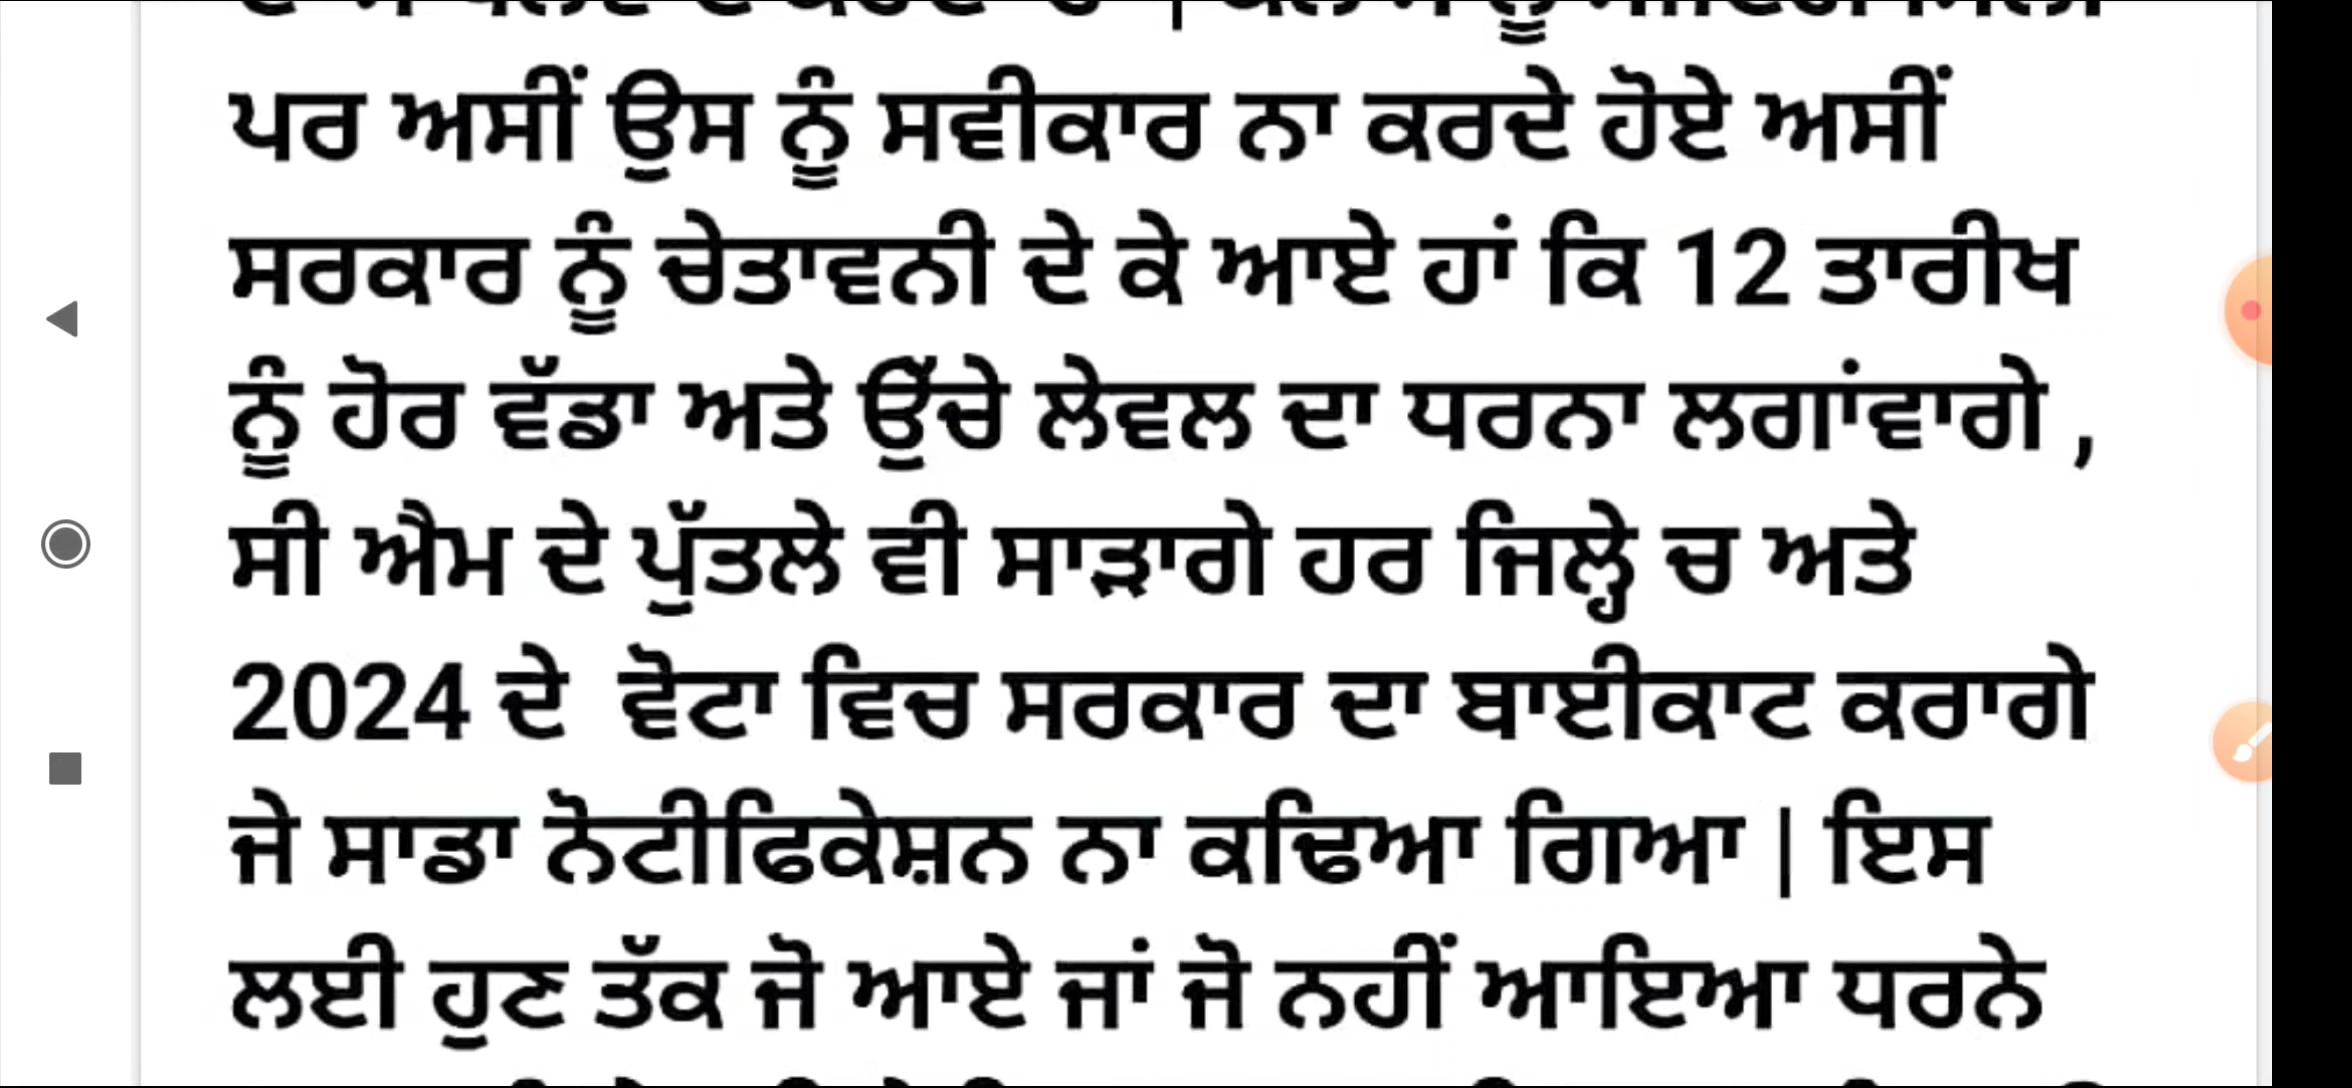 ਪਰ ਅਸੀਂ ਉਸ ਨੂੰ ਸਵੀਕਾਰ ਨਾ ਕਰਦੇ ਹੋਏ ਅਸੀਂ
ਸਰਕਾਰ ਨੂੰ ਚੇਤਾਵਨੀ ਦੇ ਕੇ ਆਏ ਹਾਂ ਕਿ 12 ਤਾਰੀਖ
ਨੂੰ ਹੋਰ ਵੱਡਾ ਅਤੇ ਉੱਚੇ ਲੇਵਲ ਦਾ ਧਰਨਾ ਲਗਾਂਵਾਗੇ ,
ਸੀ ਐਮ ਦੇ ਪੁੱਤਲੇ ਵੀ ਸਾੜਾਗੇ ਹਰ ਜਿਲ੍ਹੇ ਚ ਅਤੇ
2024 ਦੇ  ਵੋਟਾ ਵਿਚ ਸਰਕਾਰ ਦਾ ਬਾਈਕਾਟ ਕਰਾਗੇ
ਜੇ ਸਾਡਾ ਨੋਟੀਫਿਕੇਸ਼ਨ ਨਾ ਕਢਿਆ ਗਿਆ | ਇਸ
ਲਈ ਹੁਣ ਤੱਕ ਜੋ ਆਏ ਜਾਂ ਜੋ ਨਹੀਂ ਆਇਆ ਧਰਨੇ